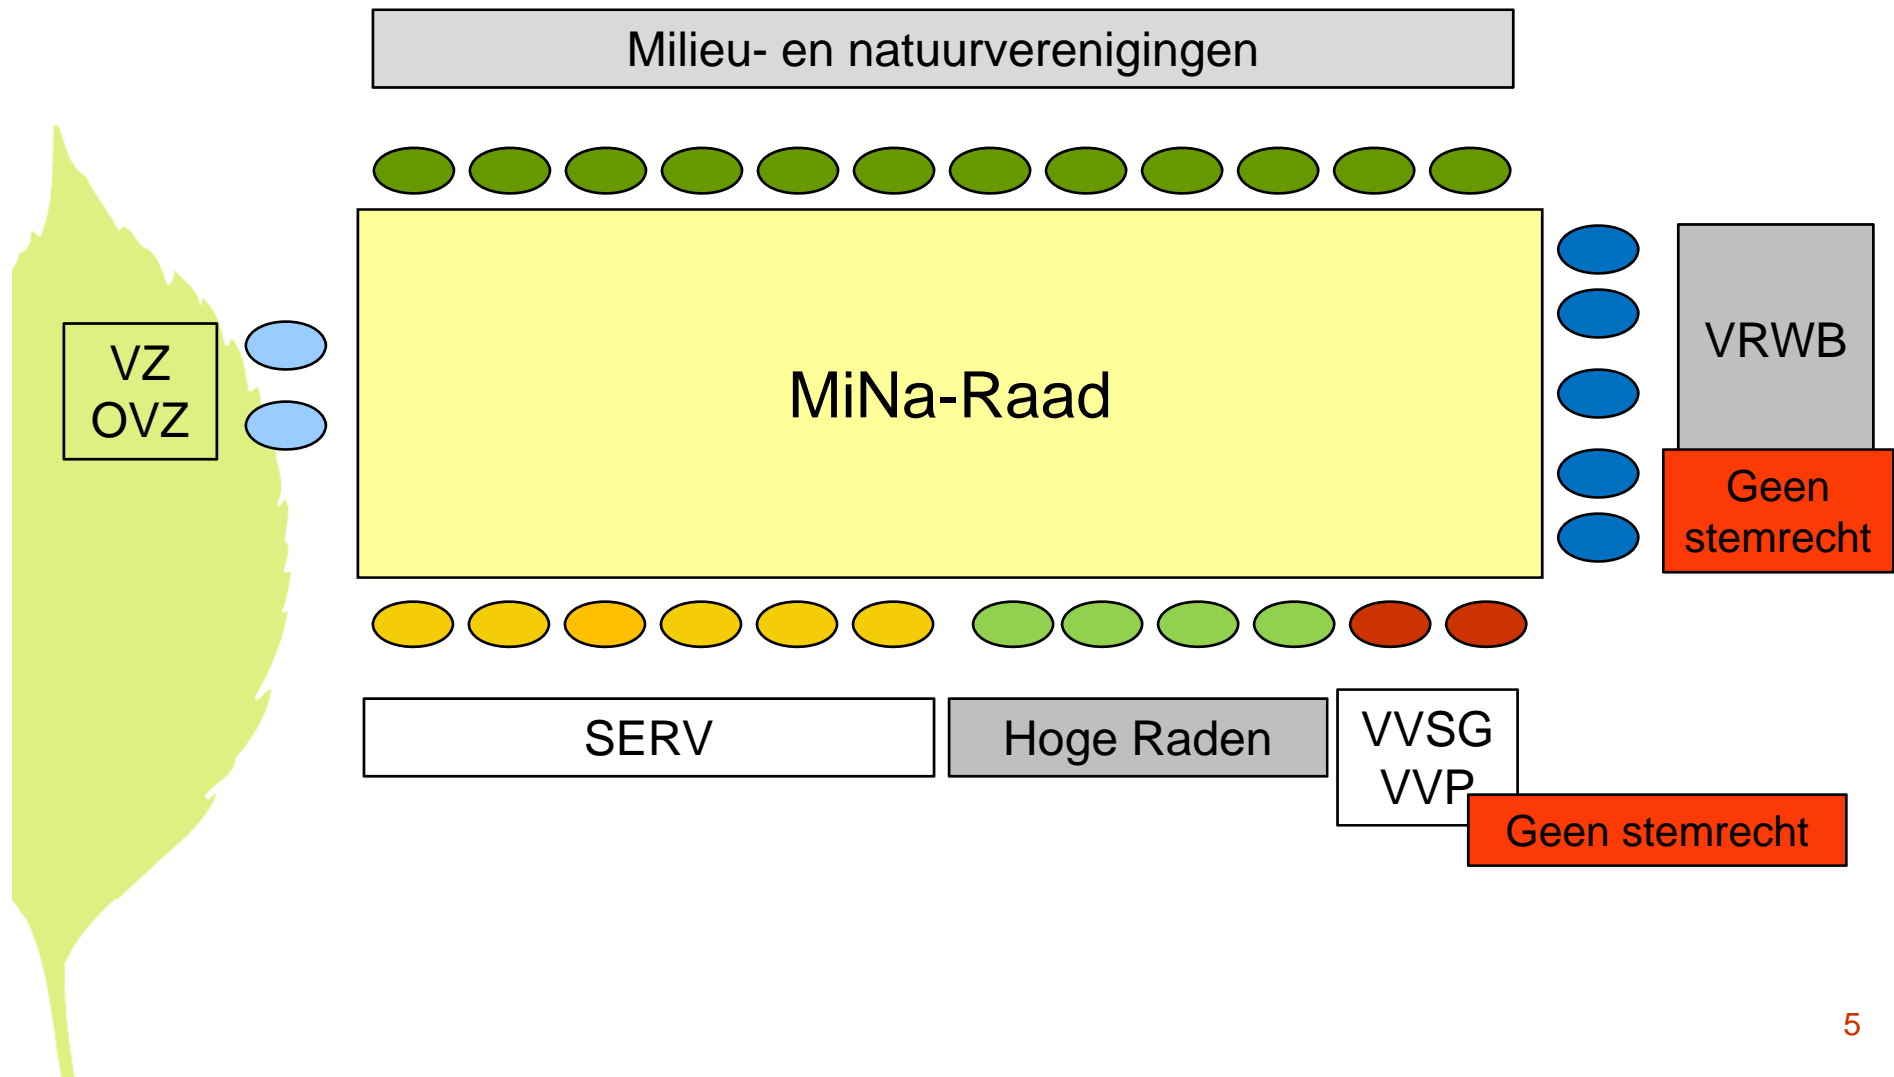 Milieu- en natuurverenigingen
VZ
OVZ
MiNa-Raad
VRWB
Geen
stemrecht
SERV
Hoge Raden
VVSG
VVP
Geen stemrecht
5